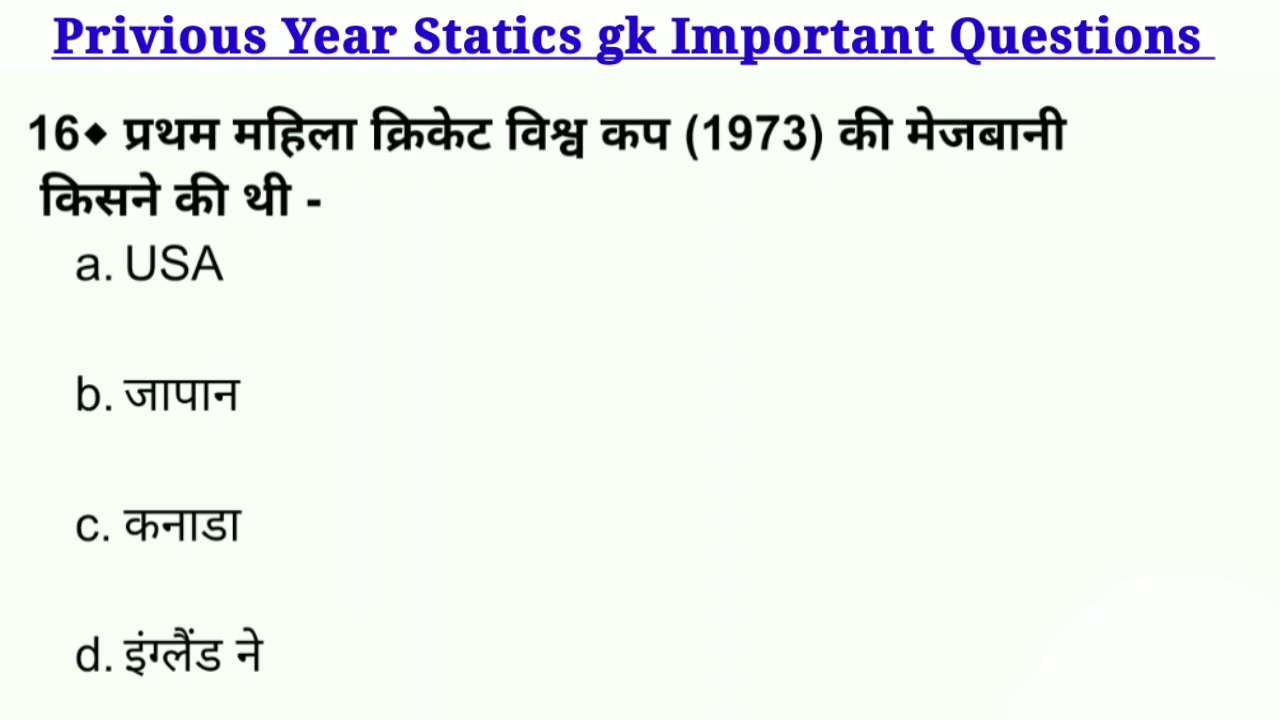 Privious Year Statics gk Important Questions
16◆ प्रथम महिला क्रिकेट विश्व कप (1973) की मेजबानी
किसने की थी -
a. USA
b. जापान
c. कनाडा
d. इंग्लैंड ने